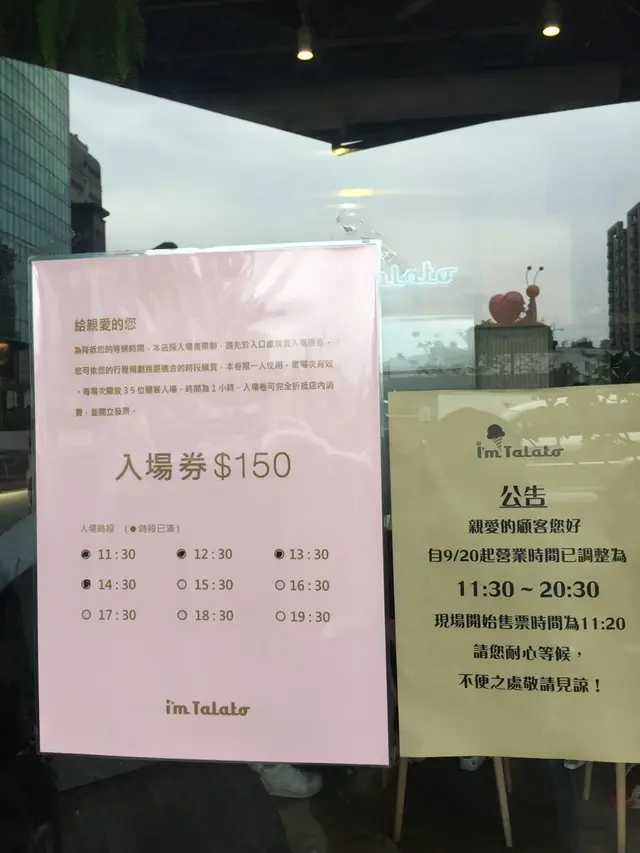 talato
給親愛的您
為降低您的等候時間，本店採入場賣票制，請先於入口處購買入場票卷，
您可依您的行程規劃挑選適合的時段購買，本卷限一人使用，當場次有效
，每場次開放35位顧客入場，時間為1小時，入場卷可完全折抵店內消
費，並開立發票。
入場券$150
入場時段 （●時段已滿）
● 11:30 ● 12:30 ● 13:30
● 14:30 ○ 15:30 ○ 16:30
○ 17:30 ○ 18:30 ○ 19:30
i'm Talato
i'm Talato
公告
親愛的顧客您好
自9/20起營業時間已調整為
11:30 ~ 20:30
現場開始售票時間為11:20
請您耐心等候，
不便之處敬請見諒！